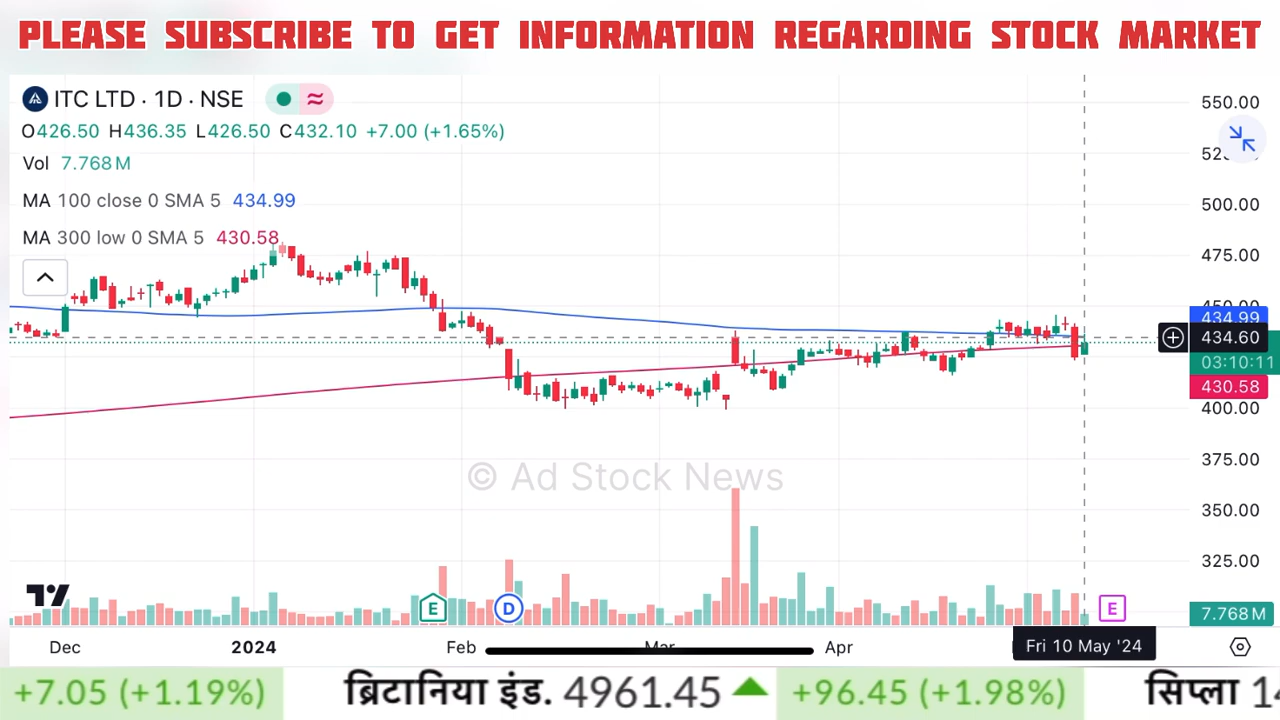 PLEASE SUBSCRIBE TO GET INFORMATION REGARDING STOCK MARKET
ITC LTD · 1D · NSE
O426.50 H436.35 L426.50 C432.10 +7.00 (+1.65%)
Vol 7.768 M
MA 100 close 0 SMA 5 434.99
MA 300 low 0 SMA 5 430.58
550.00
500.00
475.00
450.00
434.99
434.60
03:10:11
430.58
400.00
375.00
© Ad Stock News
350.00
325.00
E
D
E
7.768 M
Dec 2024 Feb Mar Apr Fri 10 May '24
+7.05 (+1.19%) ब्रिटानिया इंड. 4961.45 +96.45 (+1.98%) सिप्ला